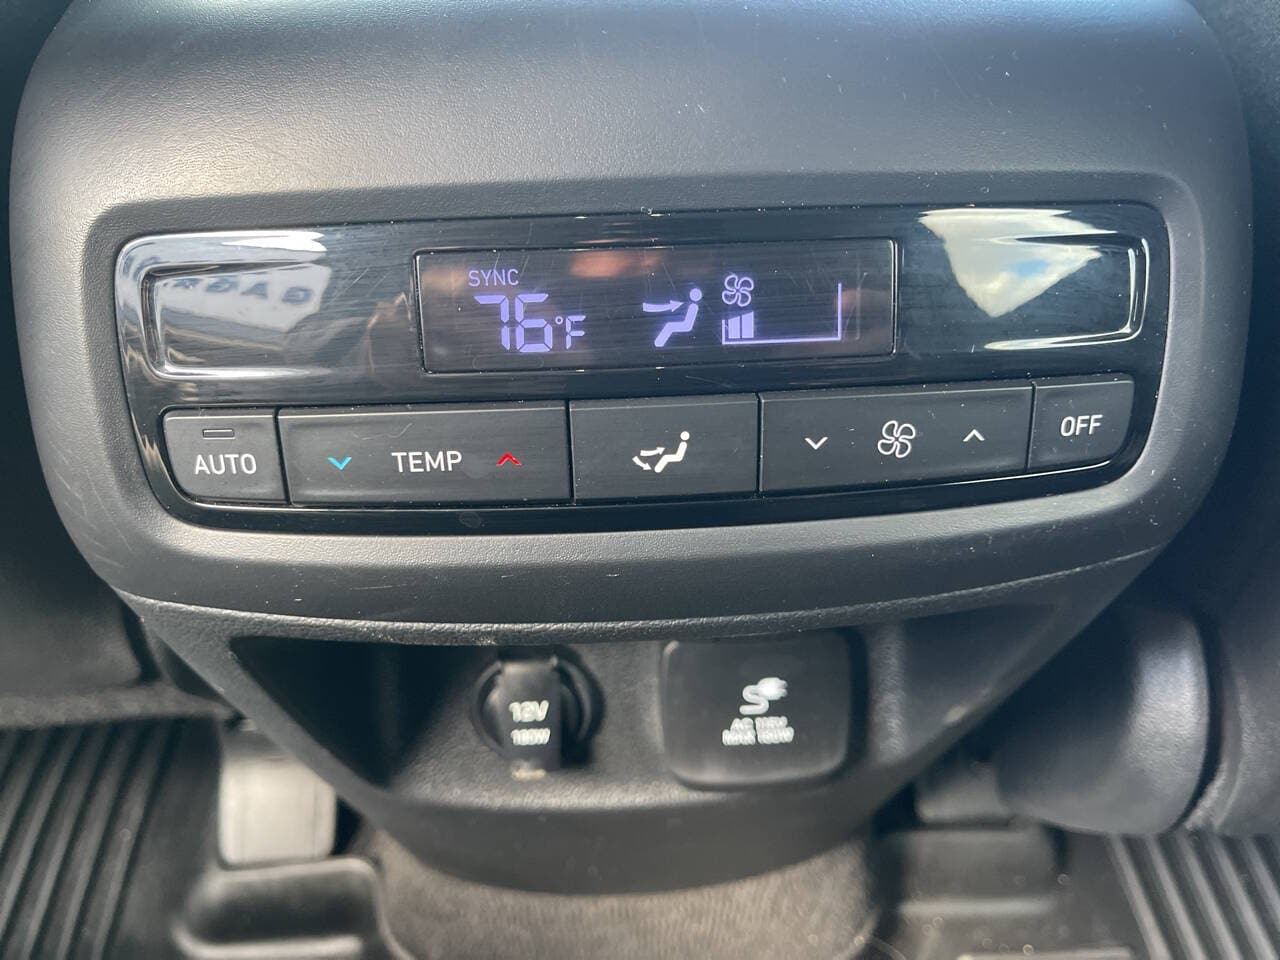 SYNC
76°F
AUTO
TEMP
OFF
12V
180W